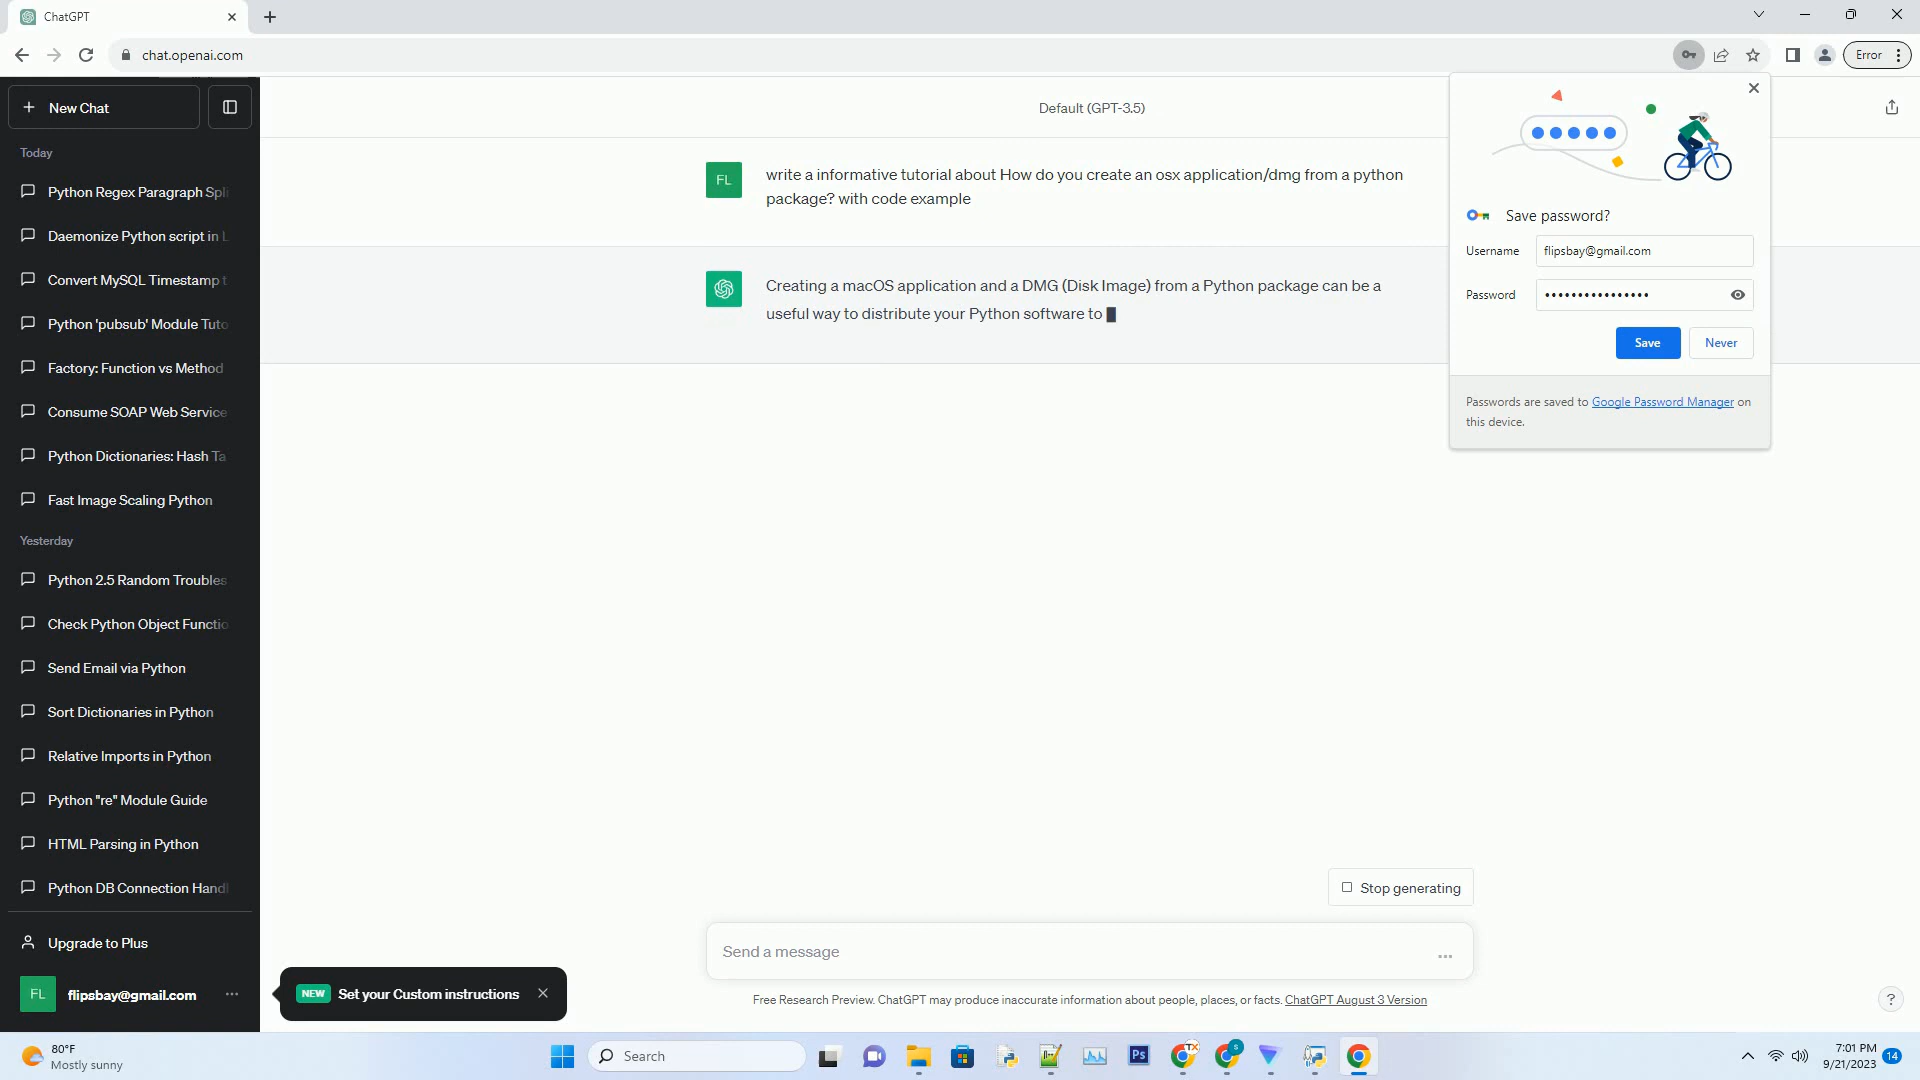 ChatGPT
chat.openai.com
Error
New Chat
Default (GPT-3.5)
Today
Python Regex Paragraph Spli
Daemonize Python script in L
Convert MySQL Timestamp t
Python 'pubsub' Module Tuto
Factory: Function vs Method
Consume SOAP Web Service
Python Dictionaries: Hash Ta
Fast Image Scaling Python
Yesterday
Python 2.5 Random Troubles
Check Python Object Functio
Send Email via Python
Sort Dictionaries in Python
Relative Imports in Python
Python "re" Module Guide
HTML Parsing in Python
Python DB Connection Handl
Upgrade to Plus
FL
flipsbay@gmail.com
FL
write a informative tutorial about How do you create an osx application/dmg from a python
package? with code example
Creating a macOS application and a DMG (Disk Image) from a Python package can be a
useful way to distribute your Python software to
Save password?
Username
flipsbay@gmail.com
Password
••••••••••••••••
Save
Never
Passwords are saved to Google Password Manager on
this device.
Stop generating
Send a message
NEW Set your Custom instructions
Free Research Preview. ChatGPT may produce inaccurate information about people, places, or facts. ChatGPT August 3 Version
?
80°F
Mostly sunny
Search
Ps
TX
S
7:01 PM
9/21/2023
14